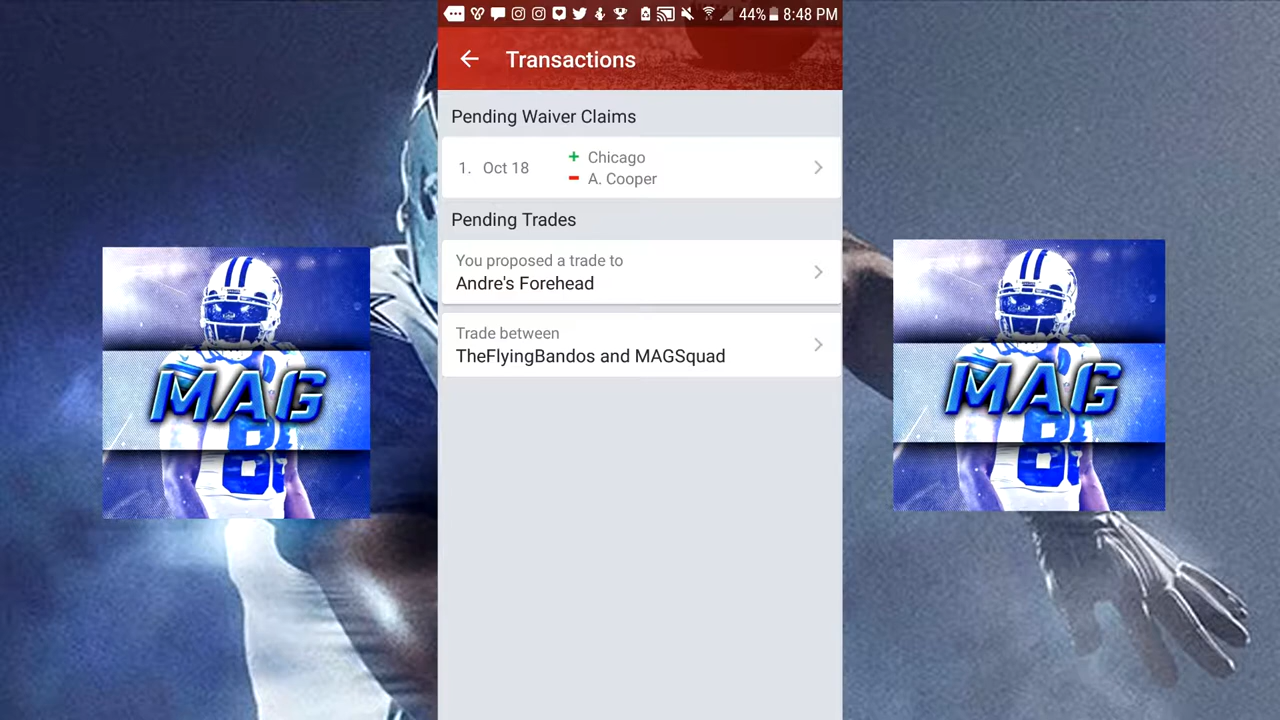 44% 8:48 PM
Transactions
Pending Waiver Claims
1. Oct 18
+ Chicago
- A. Cooper
Pending Trades
You proposed a trade to
Andre's Forehead
Trade between
TheFlyingBandos and MAGSquad
MAG
MAG